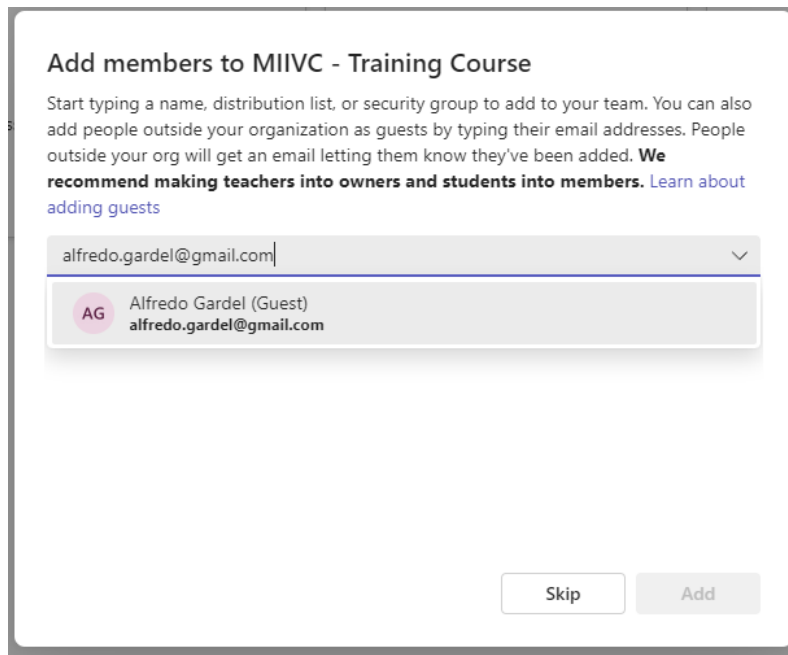 Add members to MIIVC - Training Course
Start typing a name, distribution list, or security group to add to your team. You can also
add people outside your organization as guests by typing their email addresses. People
outside your org will get an email letting them know they've been added. We
recommend making teachers into owners and students into members. Learn about
adding guests
alfredo.gardel@gmail.com
AG
Alfredo Gardel (Guest)
alfredo.gardel@gmail.com
Skip
Add